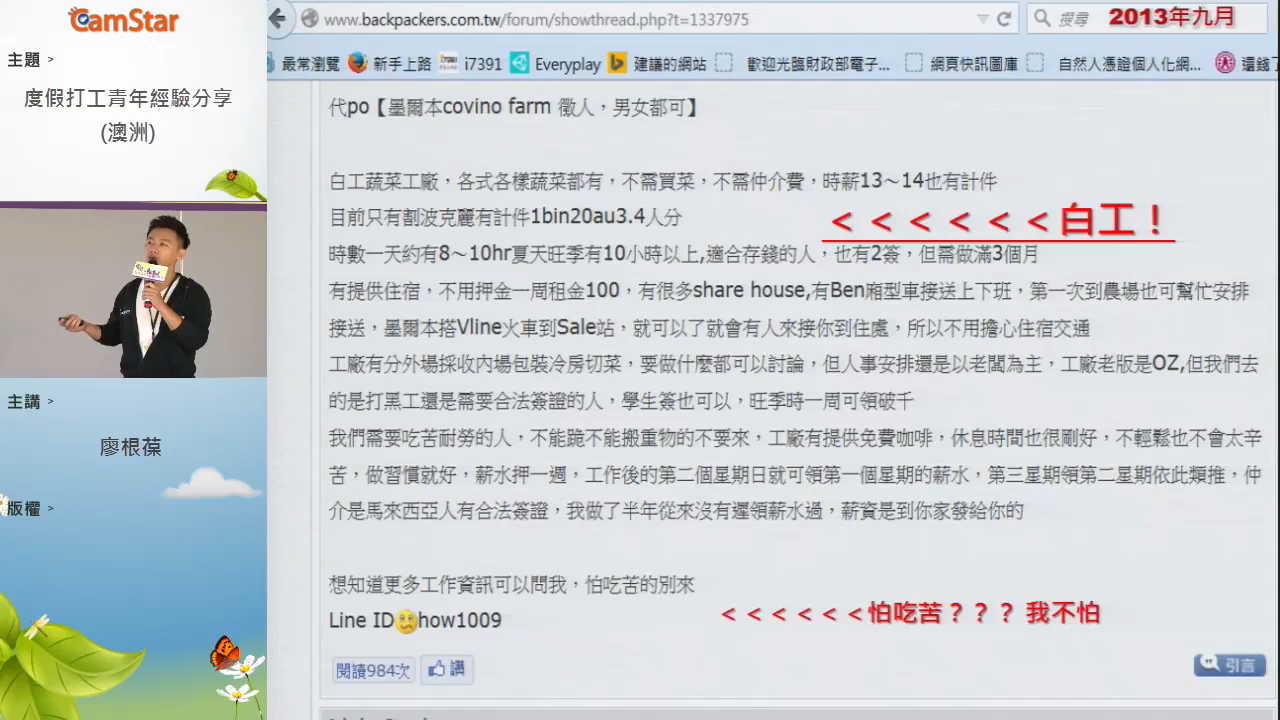 CamStar
主題 >
度假打工青年經驗分享
(澳洲)
主講 >
廖根葆
版權 >
www.backpackers.com.tw/forum/showthread.php?t=1337975
搜尋
2013年九月
最常瀏覽 新手上路 i7391 Everyplay 建議的網站 歡迎光臨財政部電子... 網頁快訊圖庫 自然人憑證個人化網... 還錢了
代po【墨爾本covino farm 徵人，男女都可】
白工蔬菜工廠，各式各樣蔬菜都有，不需買菜，不需仲介費，時薪13～14也有計件
目前只有割波克麗有計件1bin20au3.4人分
＜＜＜＜＜＜白工！
時數一天約有8～10hr夏天旺季有10小時以上,適合存錢的人，也有2簽，但需做滿3個月
有提供住宿，不用押金一周租金100，有很多share house,有Ben廂型車接送上下班，第一次到農場也可幫忙安排
接送，墨爾本搭Vline火車到Sale站，就可以了就會有人來接你到住處，所以不用擔心住宿交通
工廠有分外場採收內場包裝冷房切菜，要做什麼都可以討論，但人事安排還是以老闆為主，工廠老版是OZ,但我們去
的是打黑工還是需要合法簽證的人，學生簽也可以，旺季時一周可領破千
我們需要吃苦耐勞的人，不能跪不能搬重物的不要來，工廠有提供免費咖啡，休息時間也很剛好，不輕鬆也不會太辛
苦，做習慣就好，薪水押一週，工作後的第二個星期日就可領第一個星期的薪水，第三星期領第二星期依此類推，仲
介是馬來西亞人有合法簽證，我做了半年從來沒有遲領薪水過，薪資是到你家發給你的
想知道更多工作資訊可以問我，怕吃苦的別來
＜＜＜＜＜＜怕吃苦？？？ 我不怕
Line ID how1009
閱讀984次 讚
引言